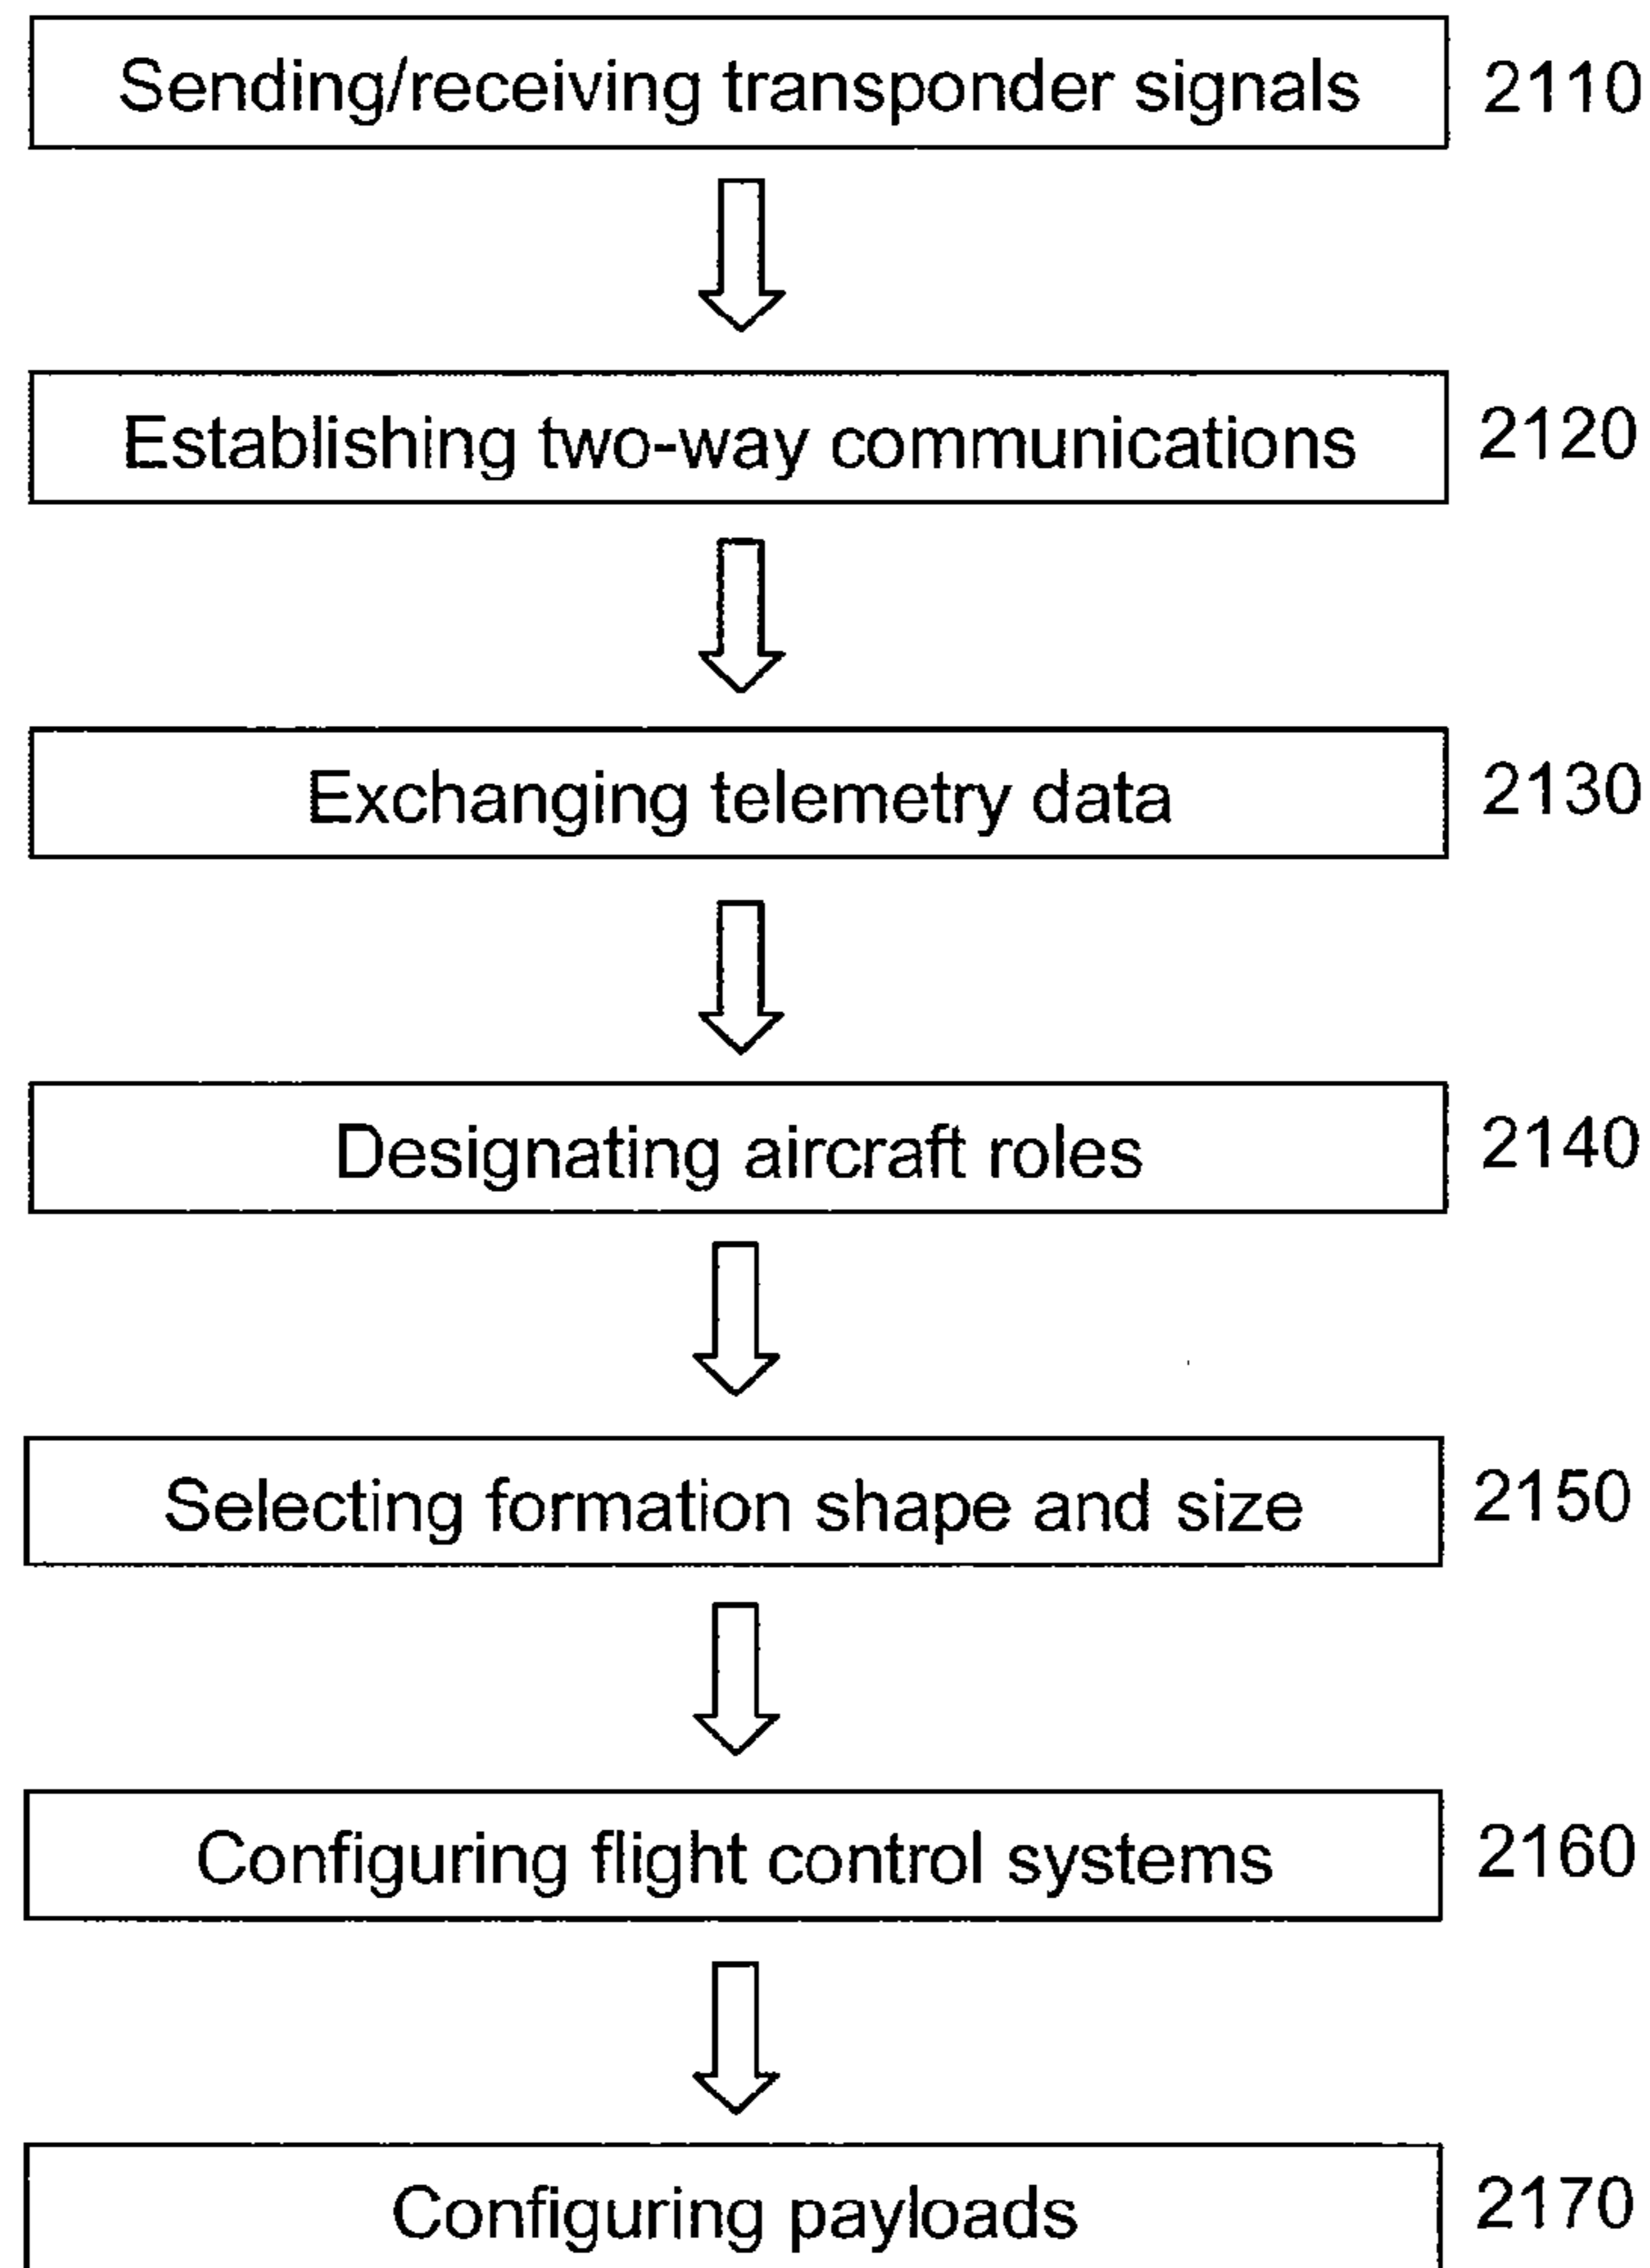 Sending/receiving transponder signals 2110
Establishing two-way communications 2120
Exchanging telemetry data 2130
Designating aircraft roles 2140
Selecting formation shape and size 2150
Configuring flight control systems 2160
Configuring payloads 2170